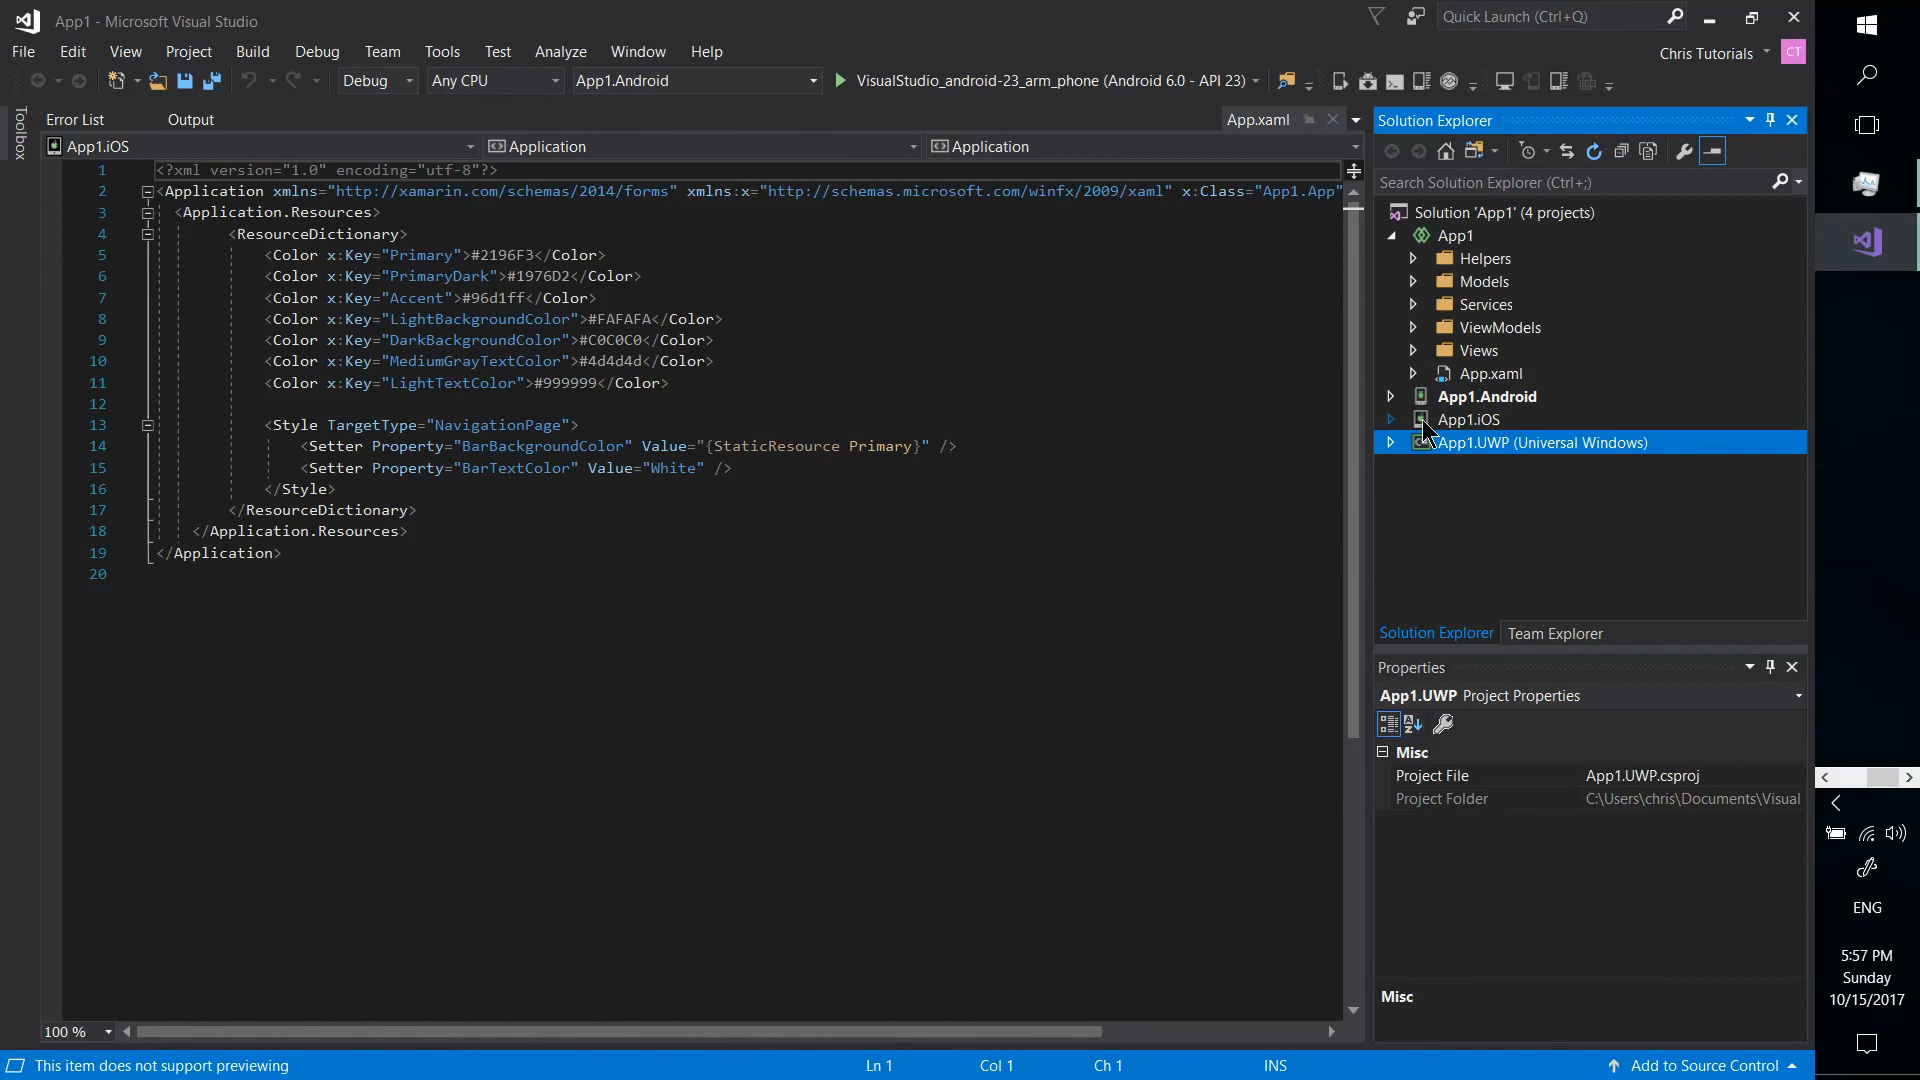 App1 - Microsoft Visual Studio
Quick Launch (Ctrl+Q)
File Edit View Project Build Debug Team Tools Test Analyze Window Help
Chris Tutorials CT
Debug Any CPU App1.Android VisualStudio_android-23_arm_phone (Android 6.0 - API 23)
Toolbox
Error List Output App.xaml
App1.iOS Application Application
1 <?xml version="1.0" encoding="utf-8"?>
2 <Application xmlns="http://xamarin.com/schemas/2014/forms" xmlns:x="http://schemas.microsoft.com/winfx/2009/xaml" x:Class="App1.App"
3 <Application.Resources>
4 <ResourceDictionary>
5 <Color x:Key="Primary">#2196F3</Color>
6 <Color x:Key="PrimaryDark">#1976D2</Color>
7 <Color x:Key="Accent">#96d1ff</Color>
8 <Color x:Key="LightBackgroundColor">#FAFAFA</Color>
9 <Color x:Key="DarkBackgroundColor">#C0C0C0</Color>
10 <Color x:Key="MediumGrayTextColor">#4d4d4d</Color>
11 <Color x:Key="LightTextColor">#999999</Color>
12
13 <Style TargetType="NavigationPage">
14 <Setter Property="BarBackgroundColor" Value="{StaticResource Primary}" />
15 <Setter Property="BarTextColor" Value="White" />
16 </Style>
17 </ResourceDictionary>
18 </Application.Resources>
19 </Application>
20
100 %
Solution Explorer
Search Solution Explorer (Ctrl+;)
Solution 'App1' (4 projects)
App1
Helpers
Models
Services
ViewModels
Views
App.xaml
App1.Android
App1.iOS
App1.UWP (Universal Windows)
Solution Explorer Team Explorer
Properties
App1.UWP Project Properties
Misc
Project File App1.UWP.csproj
Project Folder C:\Users\chris\Documents\Visual
Misc
This item does not support previewing Ln 1 Col 1 Ch 1 INS Add to Source Control
ENG
5:57 PM
Sunday
10/15/2017